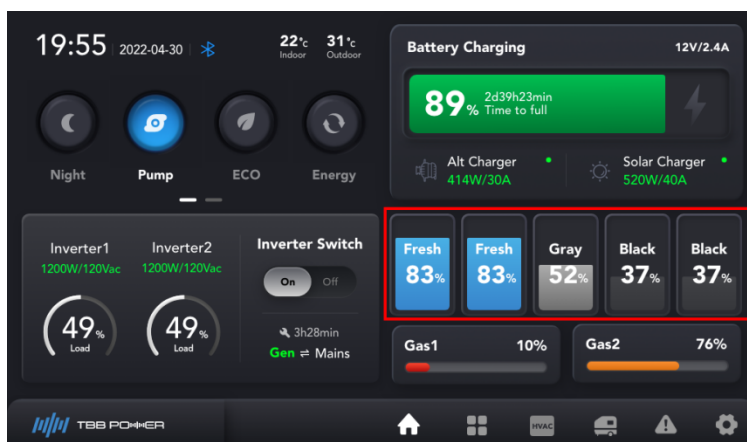 19:55 2022-04-30 22°c 31°c
Indoor Outdoor
Night Pump ECO Energy
Battery Charging 12V/2.4A
89% 2d39h23min
Time to full
Alt Charger Solar Charger
414W/30A 520W/40A
Inverter1 Inverter2 Inverter Switch
1200W/120Vac 1200W/120Vac
On Off
49% 49%
Load Load
3h28min
Gen ⇌ Mains
Fresh Fresh Gray Black Black
83% 83% 52% 37% 37%
Gas1 10% Gas2 76%
TBB POWER
HVAC